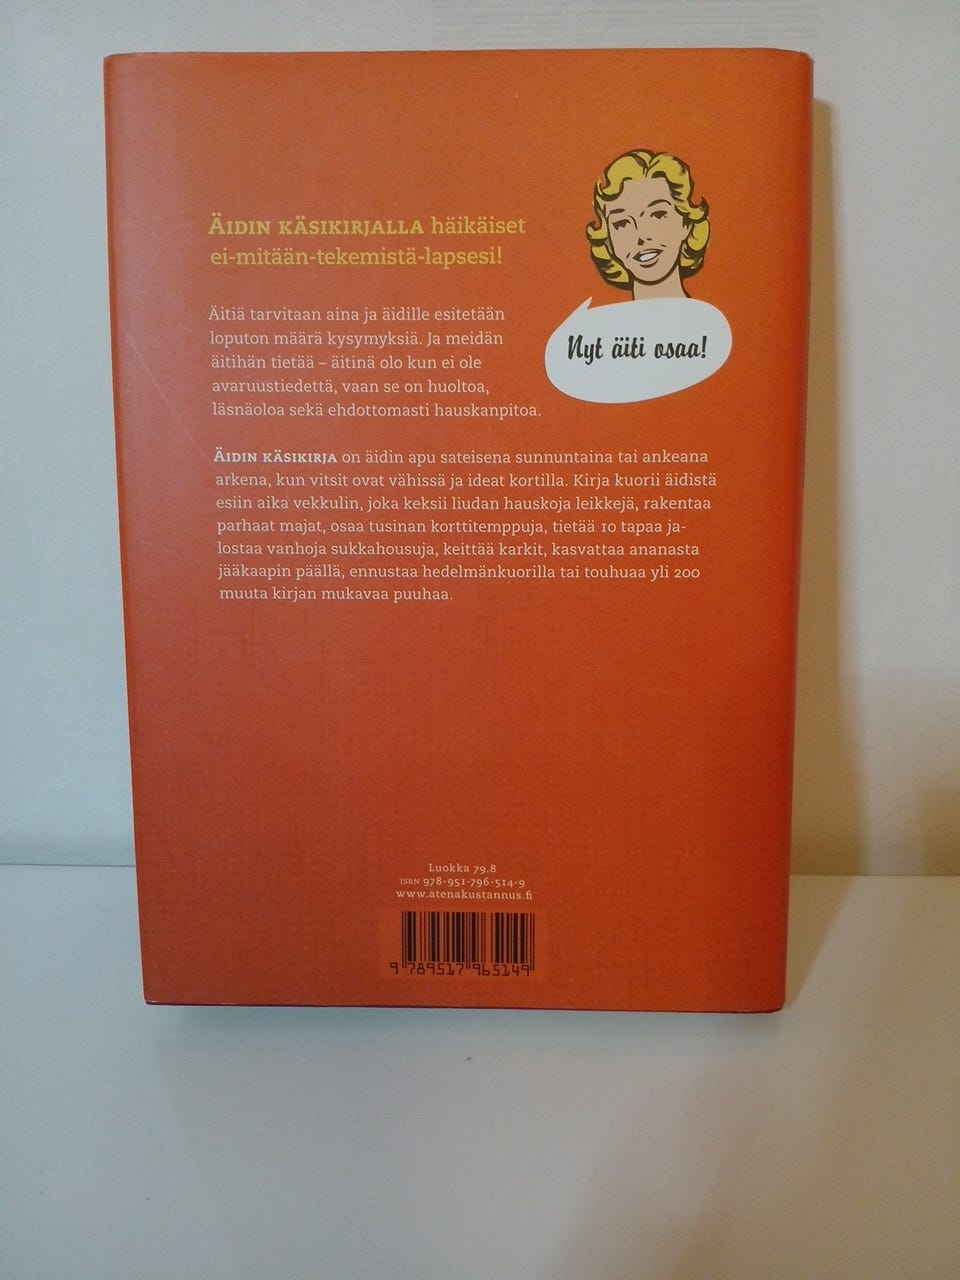 ÄIDIN KÄSIKIRJALLA häikäiset
ei-mitään-tekemistä-lapsesi!
Äitiä tarvitaan aina ja äidille esitetään
loputon määrä kysymyksiä. Ja meidän
äitihän tietää – äitinä olo kun ei ole
avaruustiedettä, vaan se on huoltoa,
läsnäoloa sekä ehdottomasti hauskanpitoa.
Nyt äiti osaa!
ÄIDIN KÄSIKIRJA on äidin apu sateisena sunnuntaina tai ankeana
arkena, kun vitsit ovat vähissä ja ideat kortilla. Kirja kuorii äidistä
esiin aika vekkulin, joka keksii liudan hauskoja leikkejä, rakentaa
parhaat majat, osaa tusinan korttitemppuja, tietää 10 tapaa ja-
lostaa vanhoja sukkahousuja, keittää karkit, kasvattaa ananasta
jääkaapin päällä, ennustaa hedelmänkuorilla tai touhuaa yli 200
muuta kirjan mukavaa puuhaa.
Luokka 79.8
ISBN 978-951-796-514-9
www.atenakustannus.fi
9 789517 965149